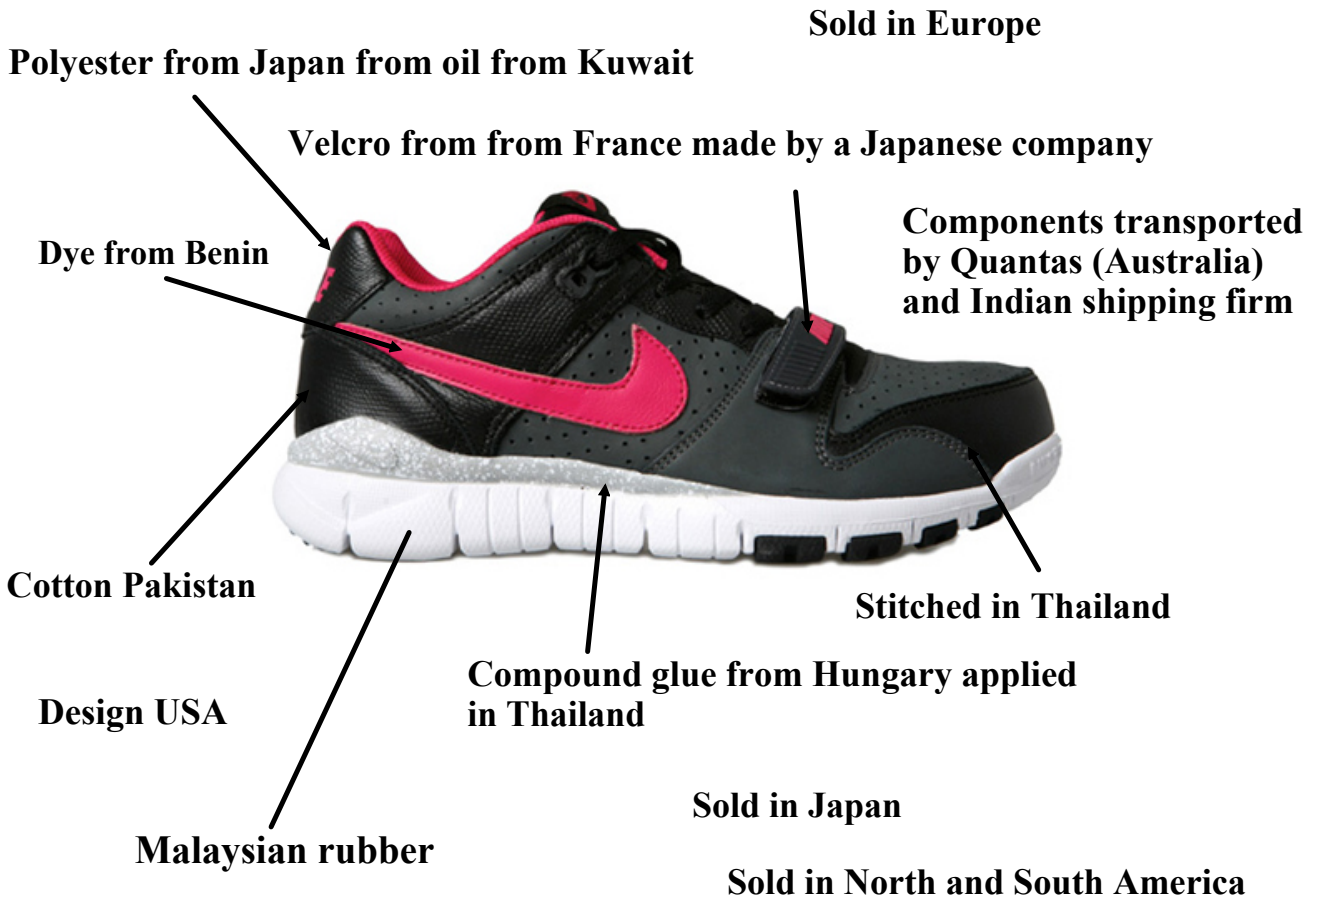 Sold in Europe
Polyester from Japan from oil from Kuwait
Velcro from from France made by a Japanese company
Components transported
by Quantas (Australia)
and Indian shipping firm
Dye from Benin
Cotton Pakistan
Stitched in Thailand
Compound glue from Hungary applied
in Thailand
Design USA
Sold in Japan
Malaysian rubber
Sold in North and South America